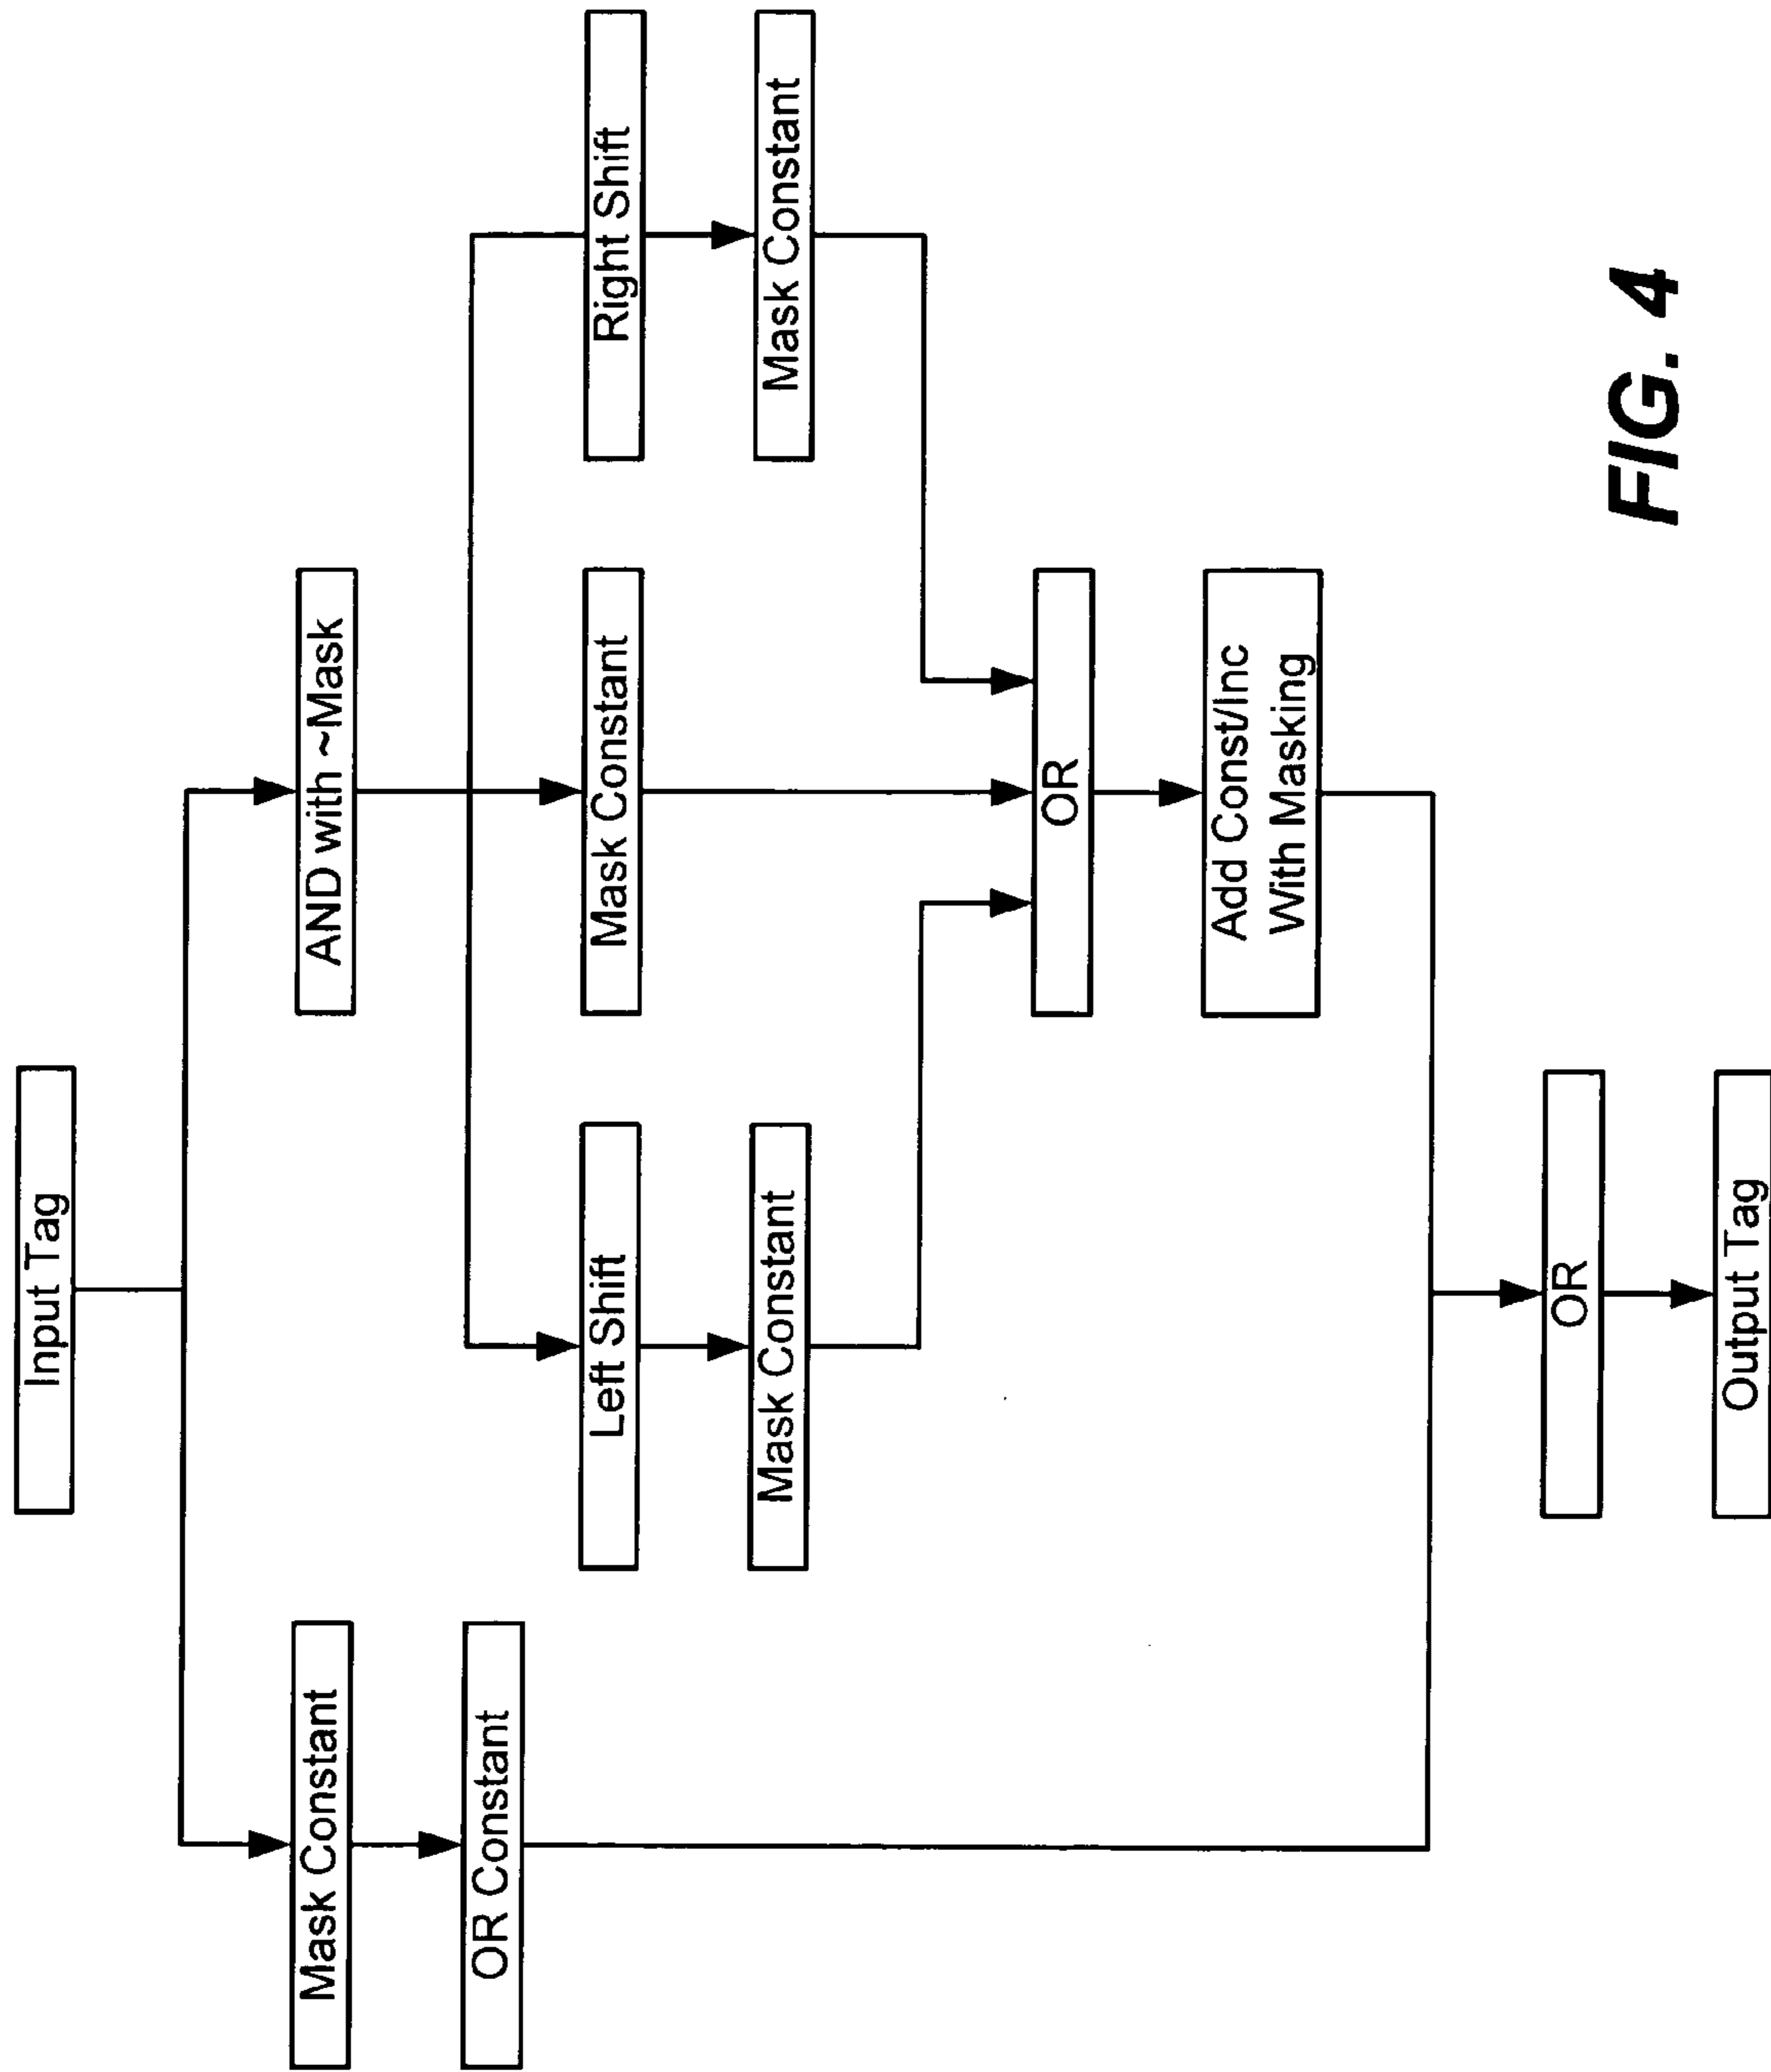 Input Tag
Mask Constant
AND with ~Mask
OR Constant
Left Shift
Mask Constant
Right Shift
Mask Constant
Mask Constant
OR
Add Const/Inc
With Masking
OR
Output Tag
FIG. 4